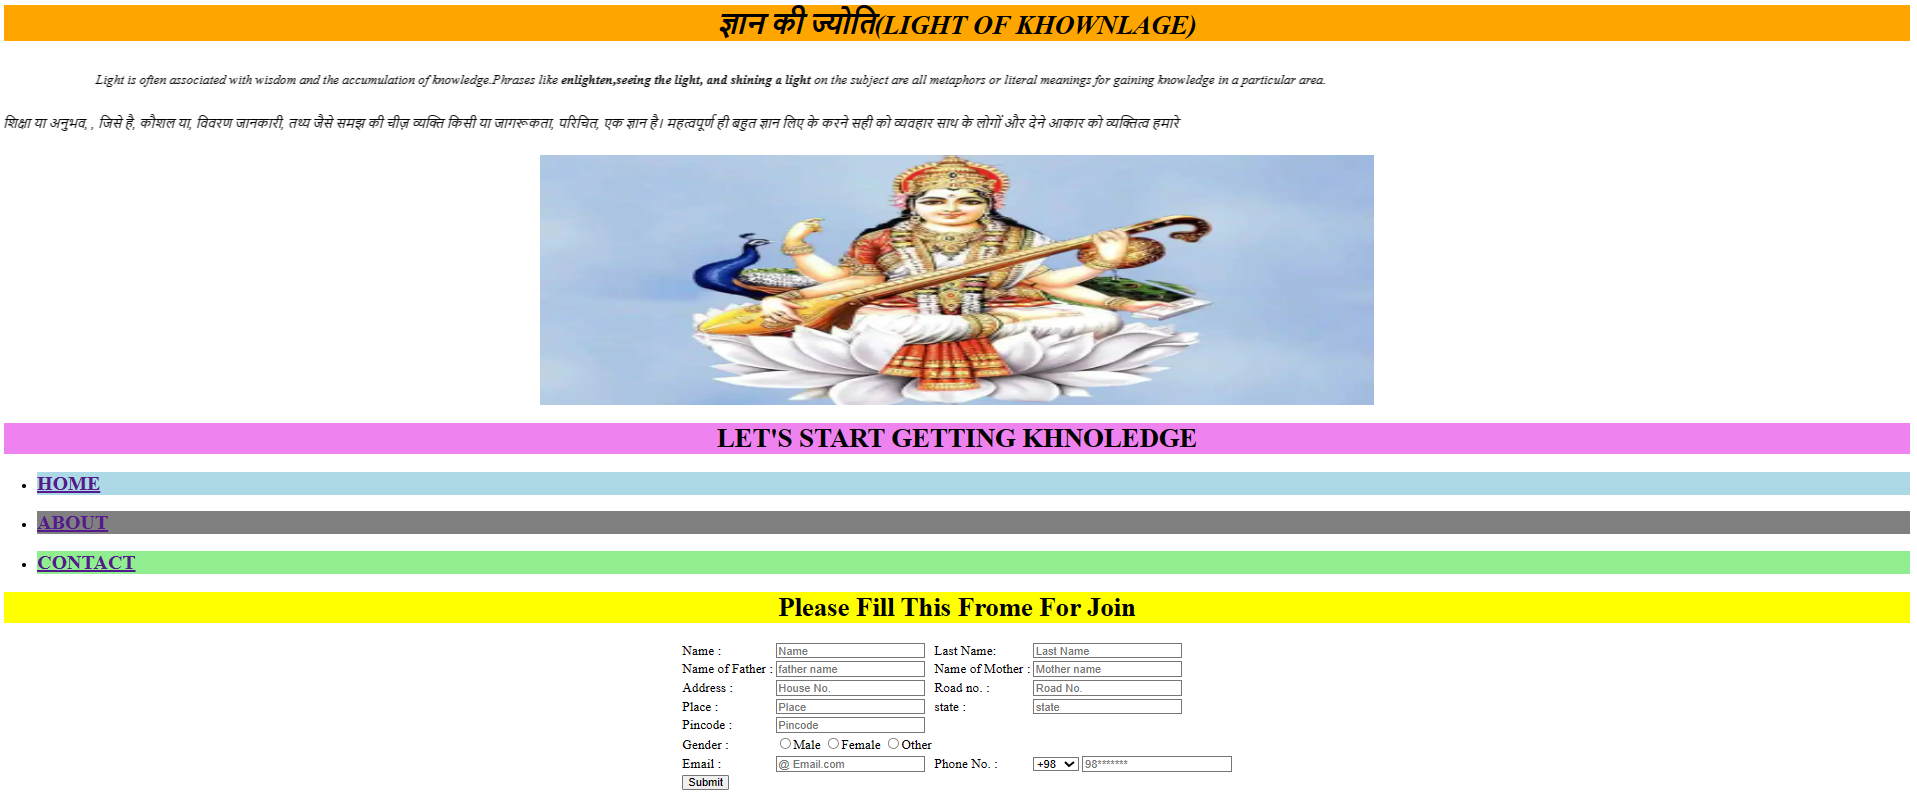 ज्ञान की ज्योति(LIGHT OF KHOWNLAGE)
Light is often associated with wisdom and the accumulation of knowledge.Phrases like enlighten,seeing the light, and shining a light on the subject are all metaphors or literal meanings for gaining knowledge in a particular area.
शिक्षा या अनुभव, , जिसे है, कौशल या, विवरण जानकारी, तथ्य जैसे समझ की चीज़ व्यक्ति किसी या जागरूकता, परिचित, एक ज्ञान है। महत्वपूर्ण ही बहुत ज्ञान लिए के करने सही को व्यवहार साथ के लोगों और देने आकार को व्यक्तित्व हमारे
LET'S START GETTING KHNOLEDGE
HOME
ABOUT
CONTACT
Please Fill This Frome For Join
Name : Name Last Name: Last Name
Name of Father : father name Name of Mother : Mother name
Address : House No. Road no. : Road No.
Place : Place state : state
Pincode : Pincode
Gender : Male Female Other
Email : @ Email.com Phone No. : +98 98*******
Submit